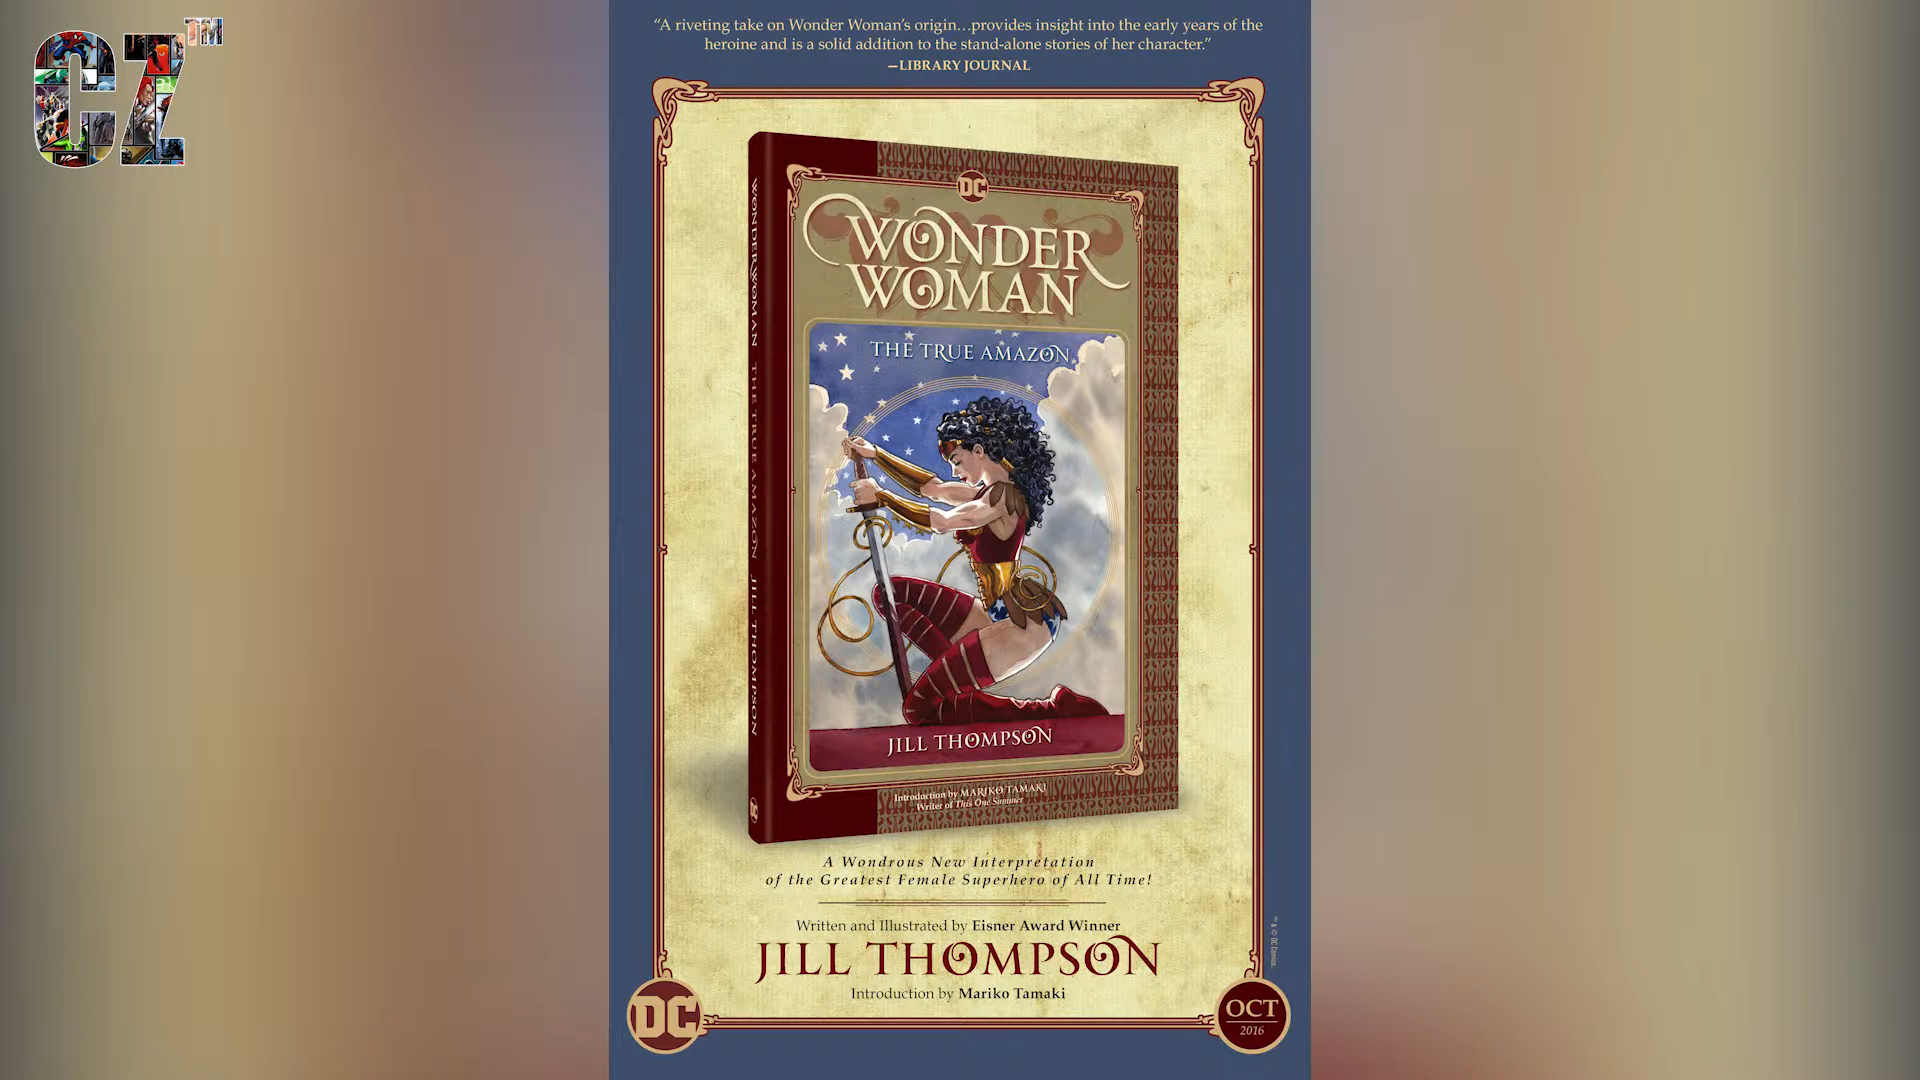 CZ™
“A riveting take on Wonder Woman’s origin…provides insight into the early years of the
heroine and is a solid addition to the stand-alone stories of her character.”
—LIBRARY JOURNAL
DC
WONDER
WOMAN
THE TRUE AMAZON
JILL THOMPSON
Introduction by MARIKO TAMAKI
Writer of This One Summer
WONDER WOMAN THE TRUE AMAZON JILL THOMPSON
A Wondrous New Interpretation
of the Greatest Female Superhero of All Time!
Written and Illustrated by Eisner Award Winner
JILL THOMPSON
Introduction by Mariko Tamaki
™ & © DC Comics.
DC
OCT
2016